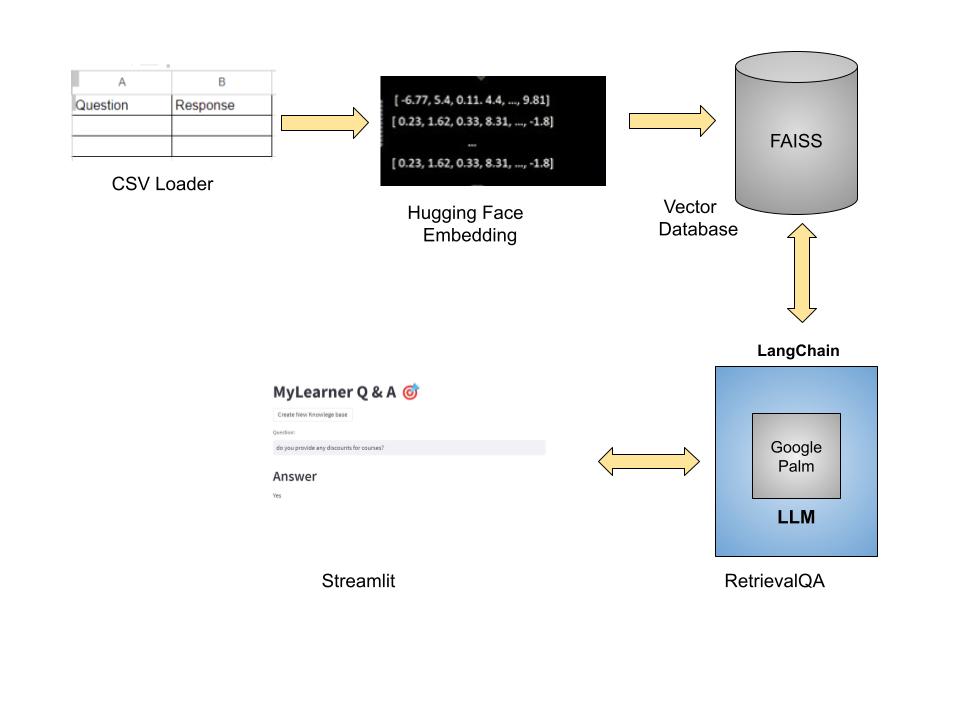 A B
Question Response
CSV Loader
[ -6.77, 5.4, 0.11. 4.4, ..., 9.81]
[ 0.23, 1.62, 0.33, 8.31, ..., -1.8]
...
[ 0.23, 1.62, 0.33, 8.31, ..., -1.8]
Hugging Face
Embedding
Vector
Database
FAISS
LangChain
Google
Palm
LLM
RetrievalQA
MyLearner Q & A
Create New Knowlege base
Question:
do you provide any discounts for courses?
Answer
Yes
Streamlit